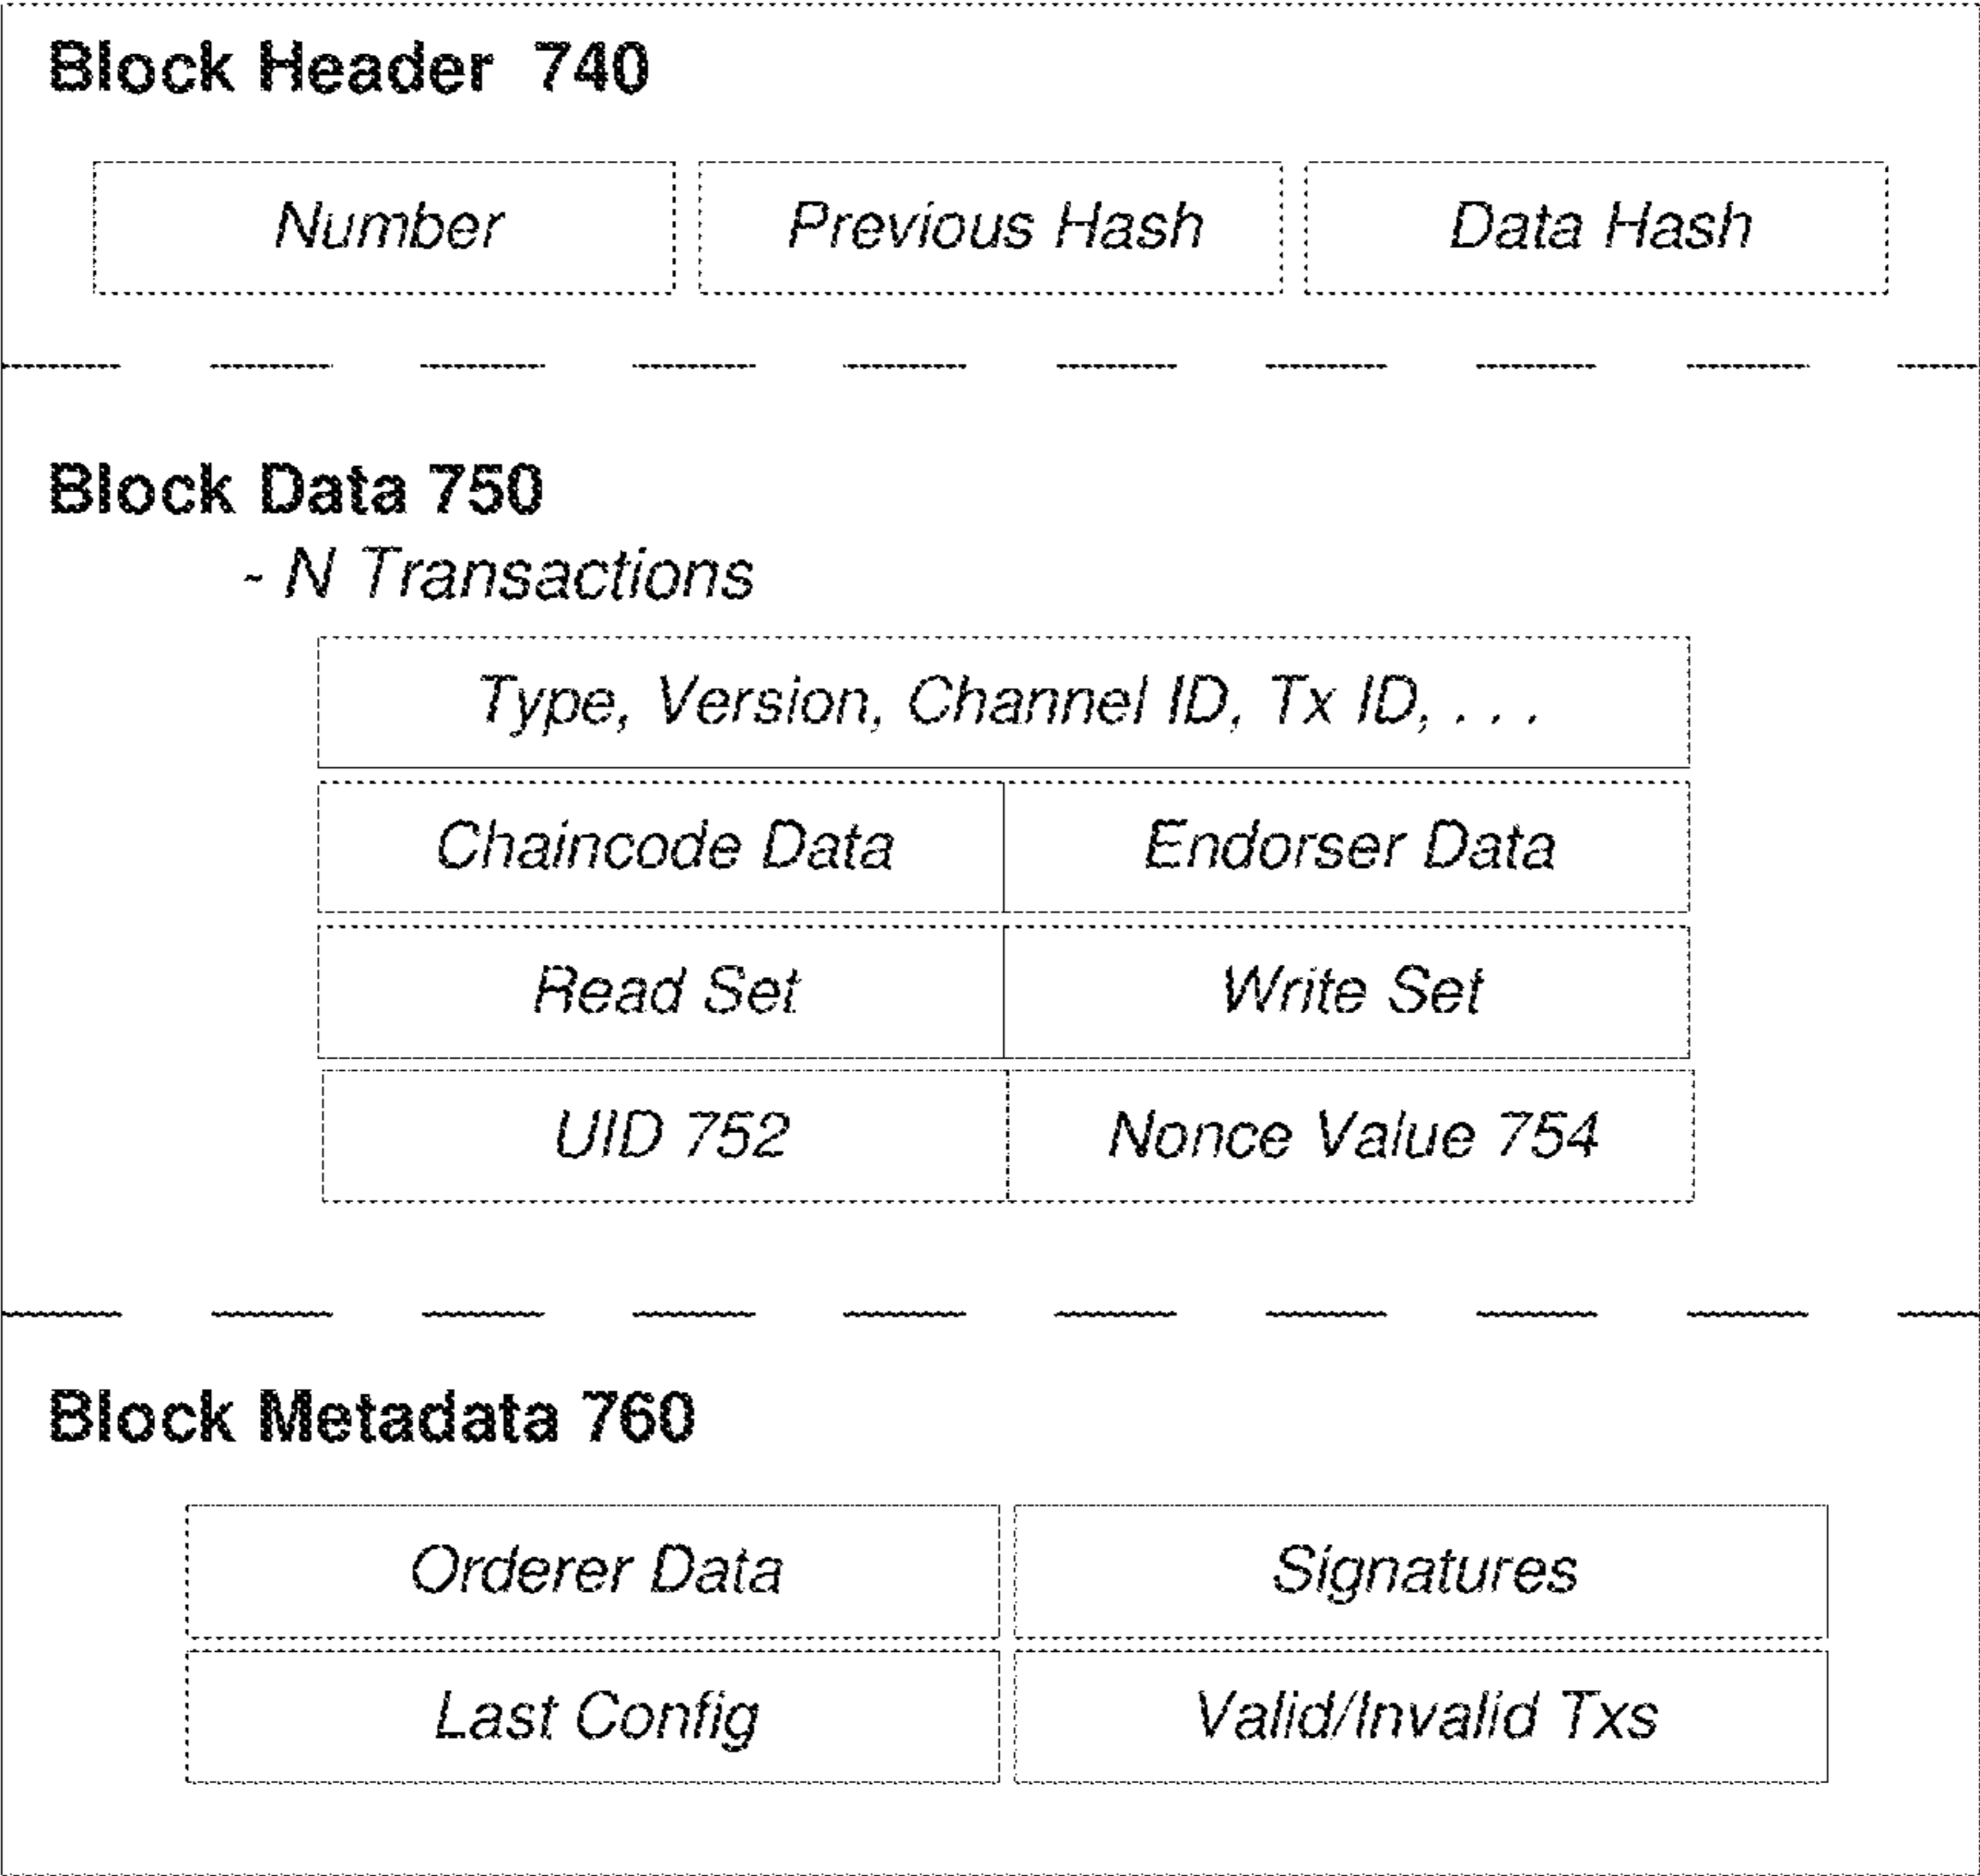 Block Header 740
Number Previous Hash Data Hash
Block Data 750
- N Transactions
Type, Version, Channel ID, Tx ID, . . .
Chaincode Data Endorser Data
Read Set Write Set
UID 752 Nonce Value 754
Block Metadata 760
Orderer Data Signatures
Last Config Valid/Invalid Txs